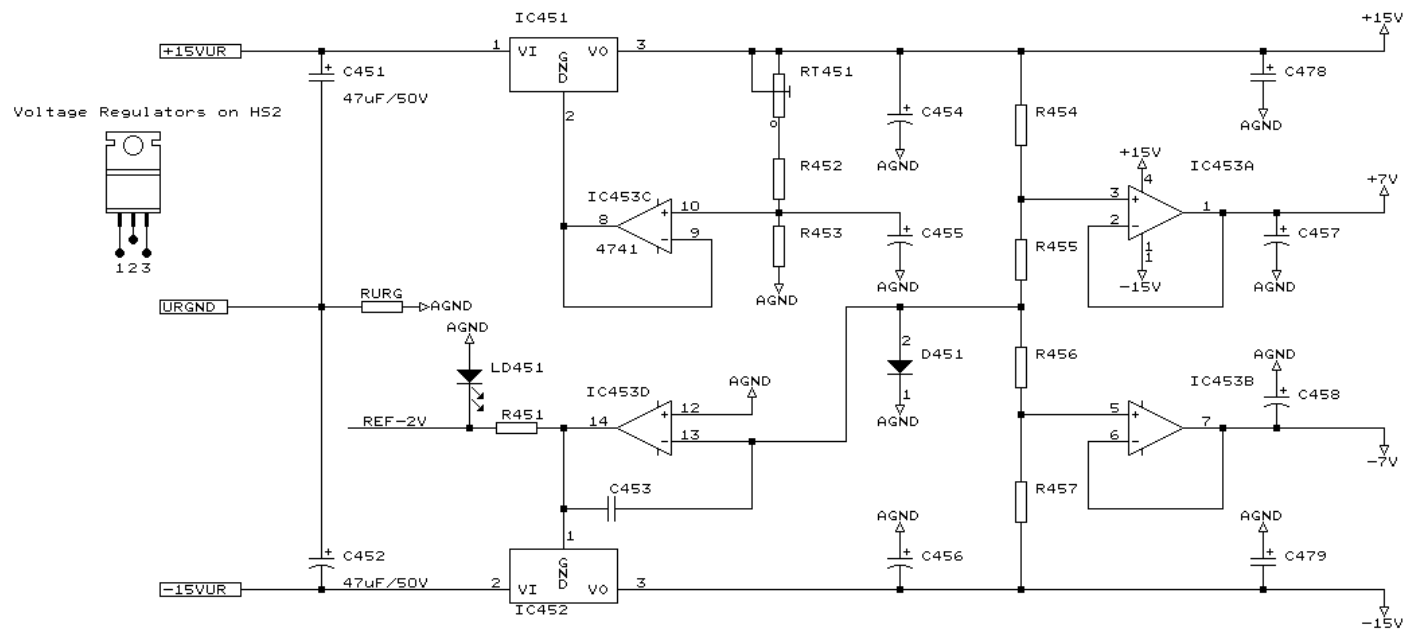 IC451
+15V
+15VUR
1
VI
GND
VO
3
C451
47uF/50V
2
RT451
C454
AGND
R454
C478
AGND
Voltage Regulators on HS2
123
R452
+15V
4
IC453A
+7V
IC453C
10
8
9
4741
3
2
1
R453
C455
R455
11
-15V
C457
AGND
AGND
AGND
URGND
RURG
AGND
AGND
LD451
2
D451
1
AGND
R456
AGND
IC453B
C458
IC453D
AGND
REF-2V
R451
14
12
13
5
6
7
-7V
C453
R457
1
AGND
AGND
C452
47uF/50V
C456
C479
-15VUR
2
VI
GND
VO
3
IC452
-15V